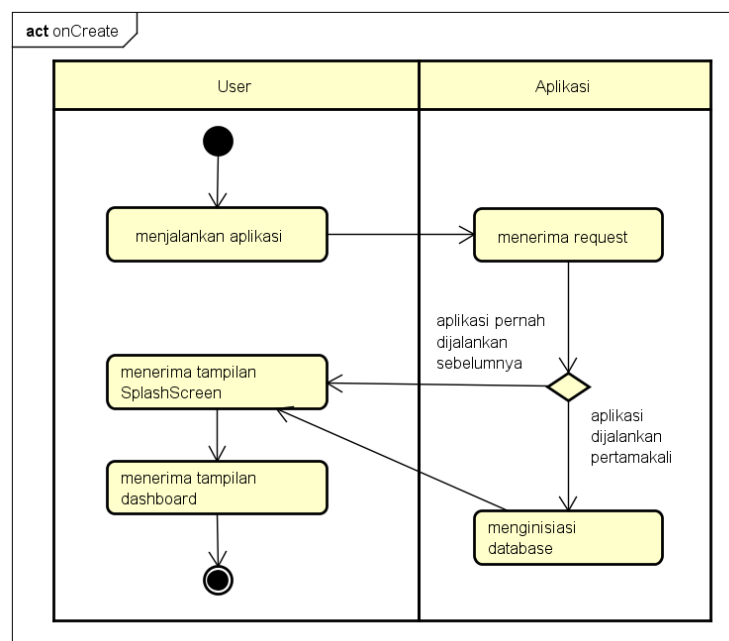 act onCreate
User
Aplikasi
menjalankan aplikasi
menerima request
aplikasi pernah
dijalankan
sebelumnya
menerima tampilan
SplashScreen
aplikasi
dijalankan
pertamakali
menerima tampilan
dashboard
menginisiasi
database